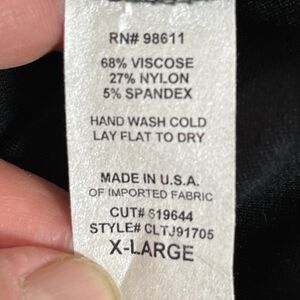 RN# 98611
68% VISCOSE
27% NYLON
5% SPANDEX
HAND WASH COLD
LAY FLAT TO DRY
MADE IN U.S.A.
OF IMPORTED FABRIC
CUT# 619644
STYLE# CLTJ91705
X-LARGE